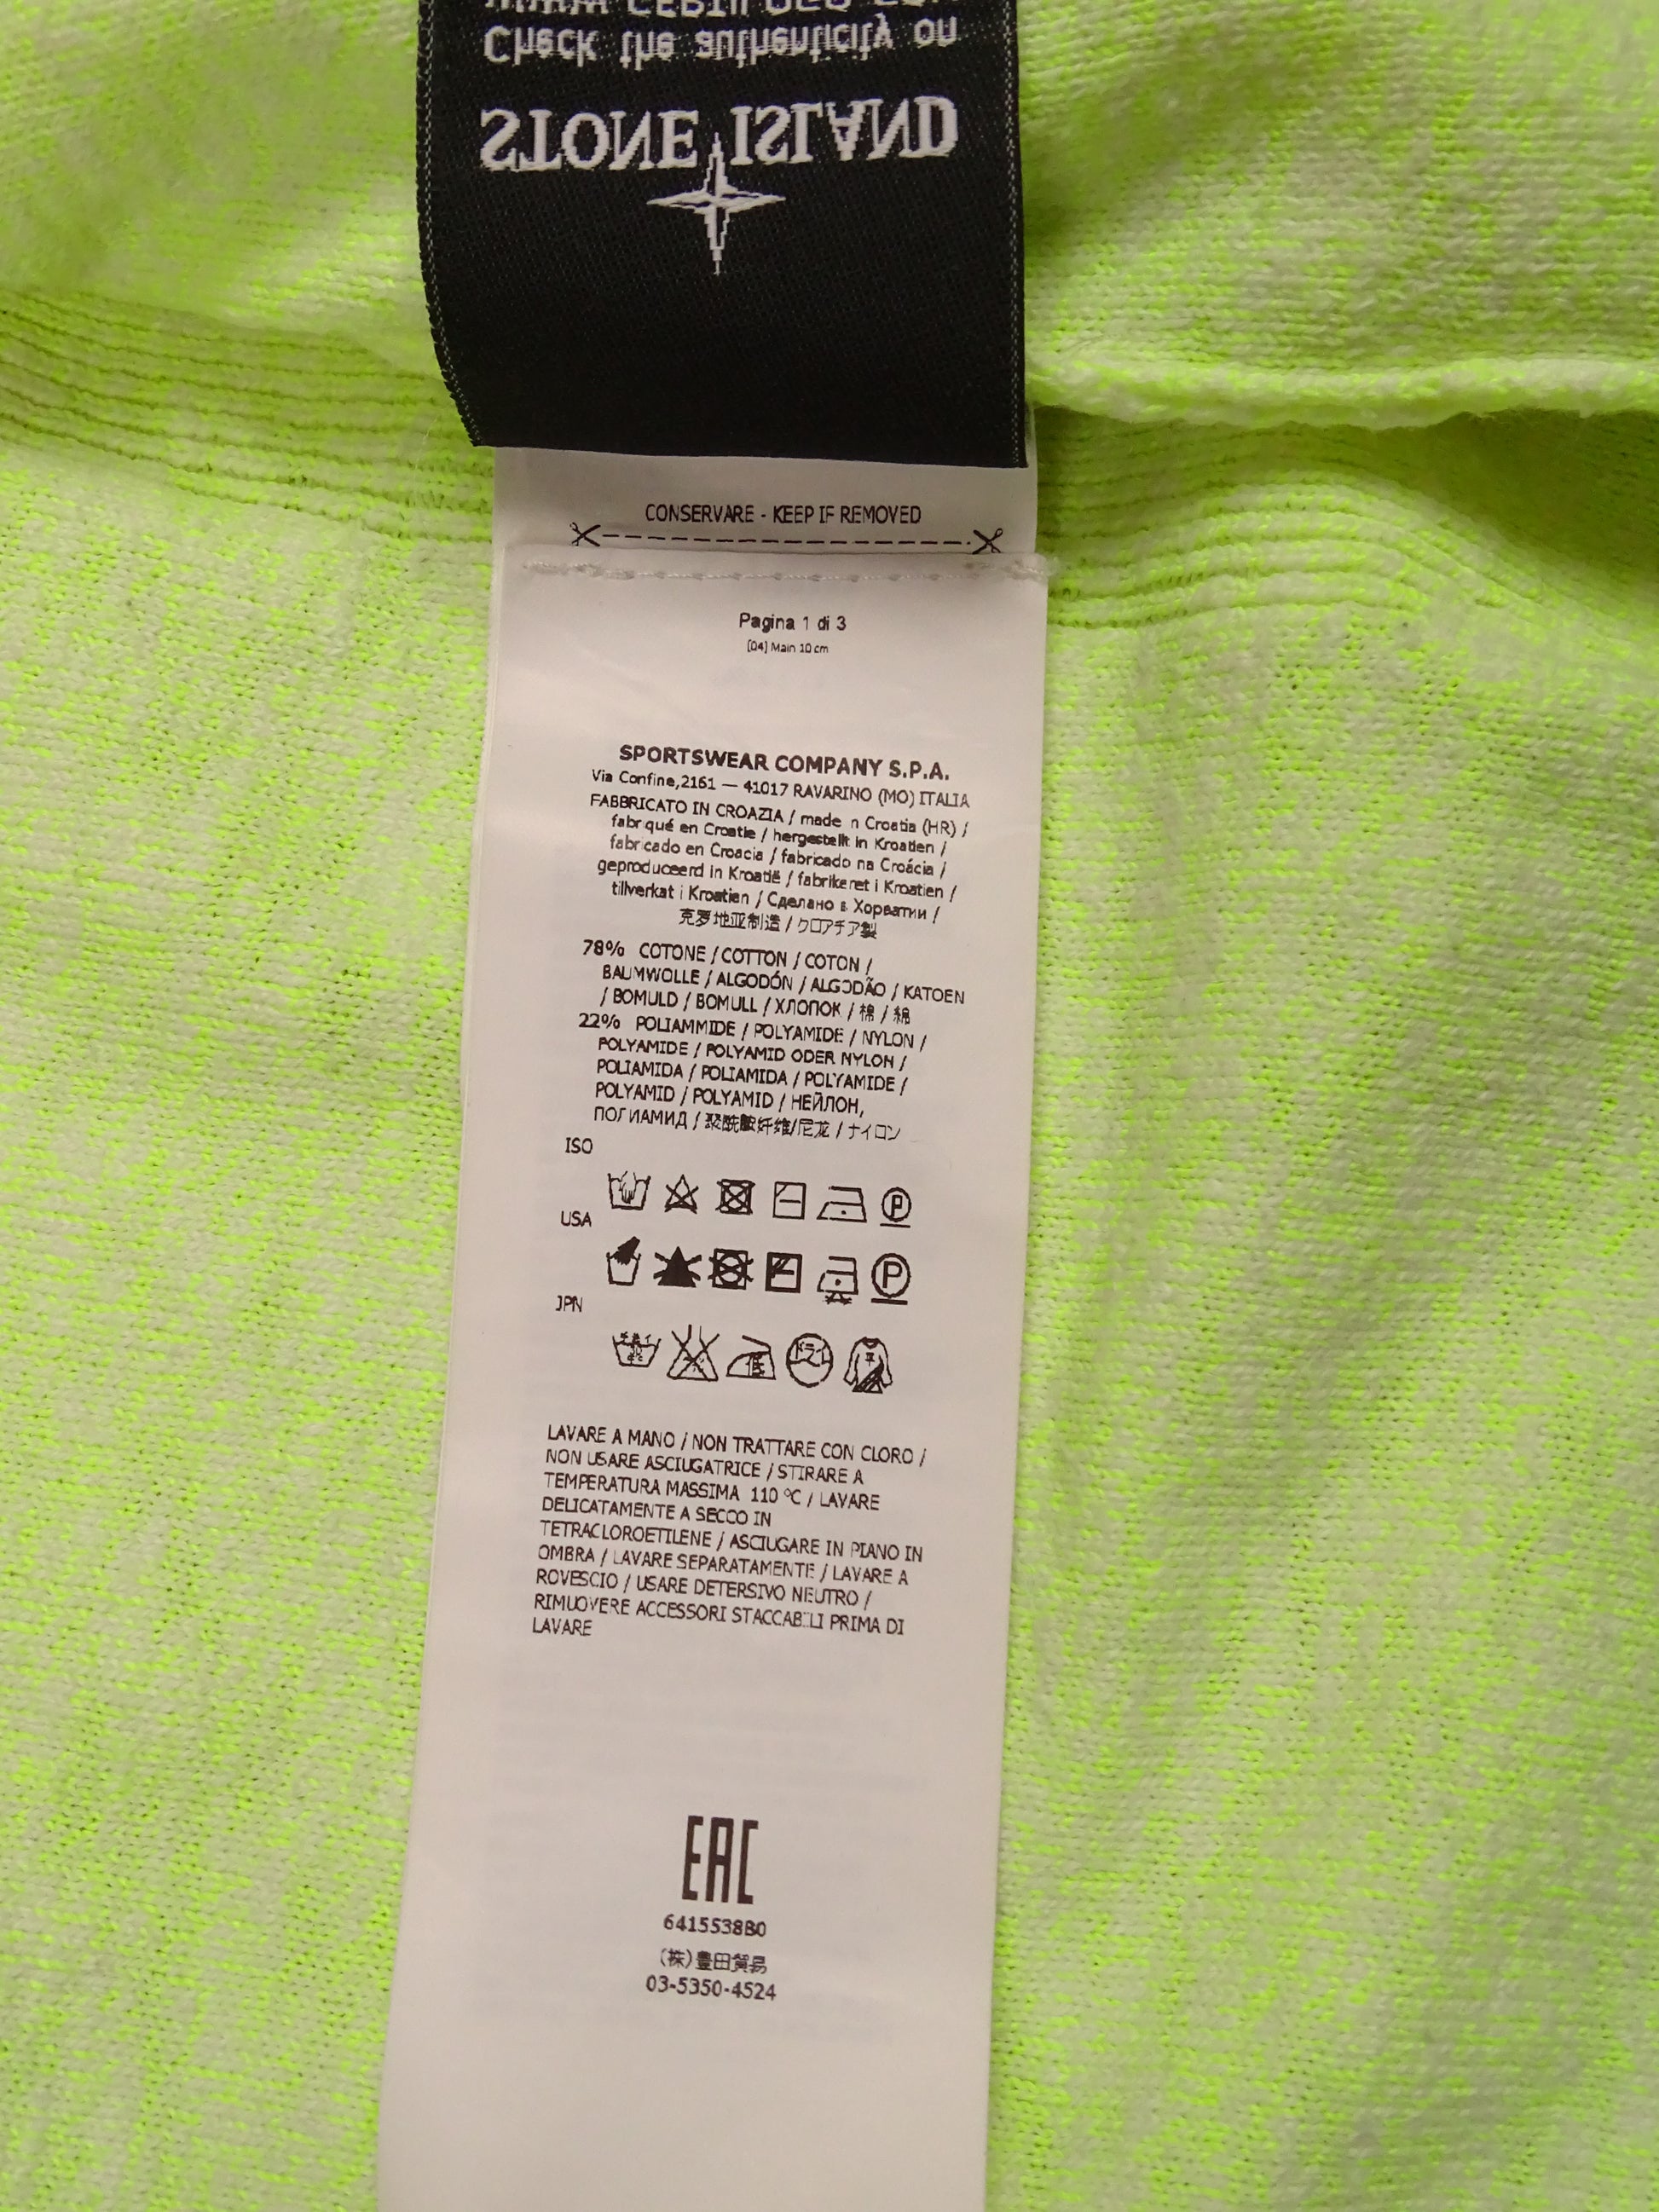 Check the authenticity on
STONE ISLAND
CONSERVARE - KEEP IF REMOVED
Pagina 1 di 3
[04] Main 10 cm
SPORTSWEAR COMPANY S.P.A.
Via Confine,2161 — 41017 RAVARINO (MO) ITALIA
FABBRICATO IN CROAZIA / made n Croatia (HR) /
fabr qué en Croatie / hergestellt in Kroatien /
fabricado en Croacia / fabricado na Croácia /
geproduceerd in Kroatië / fabrikeret i Kroatien /
tillverkat i Kroatien / Сделано в Хорватии /
克罗地亚制造 / クロアチア製
78% COTONE / COTTON / COTON /
BAUMWOLLE / ALGODÓN / ALGODÃO / KATOEN
/ BOMULD / BOMULL / ХЛОПОК / 棉 / 綿
22% POLIAMMIDE / POLYAMIDE / NYLON /
POLYAMIDE / POLYAMID ODER NYLON /
POLIAMIDA / POLIAMIDA / POLYAMIDE /
POLYAMID / POLYAMID / НЕЙЛОН,
ПОЛИАМИД / 聚酰胺纤维/尼龙 / ナイロン
ISO
P
USA
P
JPN
低 ドライ 平
LAVARE A MANO / NON TRATTARE CON CLORO /
NON USARE ASCIUGATRICE / STIRARE A
TEMPERATURA MASSIMA 110 °C / LAVARE
DELICATAMENTE A SECCO IN
TETRACLOROETILENE / ASCIUGARE IN PIANO IN
OMBRA / LAVARE SEPARATAMENTE / LAVARE A
ROVESCIO / USARE DETERSIVO NEUTRO /
RIMUOVERE ACCESSORI STACCABILI PRIMA DI
LAVARE
EAC
6415538B0
(株)豊田貿易
03-5350-4524